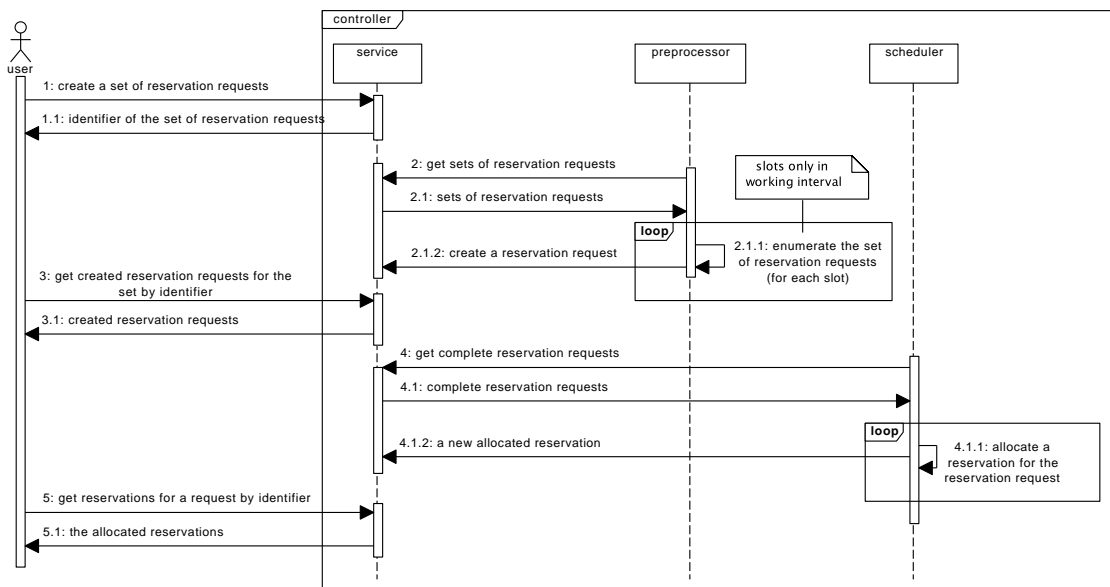 controller
user
service
preprocessor
scheduler
1: create a set of reservation requests
1.1: identifier of the set of reservation requests
2: get sets of reservation requests
slots only in
working interval
2.1: sets of reservation requests
loop
2.1.1: enumerate the set
of reservation requests
(for each slot)
2.1.2: create a reservation request
3: get created reservation requests for the
set by identifier
3.1: created reservation requests
4: get complete reservation requests
4.1: complete reservation requests
loop
4.1.1: allocate a
reservation for the
reservation request
4.1.2: a new allocated reservation
5: get reservations for a request by identifier
5.1: the allocated reservations